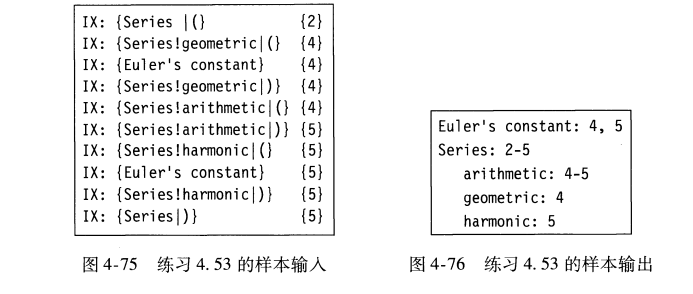 IX: {Series |(} {2}
IX: {Series!geometric|(} {4}
IX: {Euler's constant} {4}
IX: {Series!geometric|)} {4}
IX: {Series!arithmetic|(} {4}
IX: {Series!arithmetic|)} {5}
IX: {Series!harmonic|(} {5}
IX: {Euler's constant} {5}
IX: {Series!harmonic|)} {5}
IX: {Series|)} {5}
图 4-75 练习 4.53 的样本输入
Euler's constant: 4, 5
Series: 2-5
arithmetic: 4-5
geometric: 4
harmonic: 5
图 4-76 练习 4.53 的样本输出